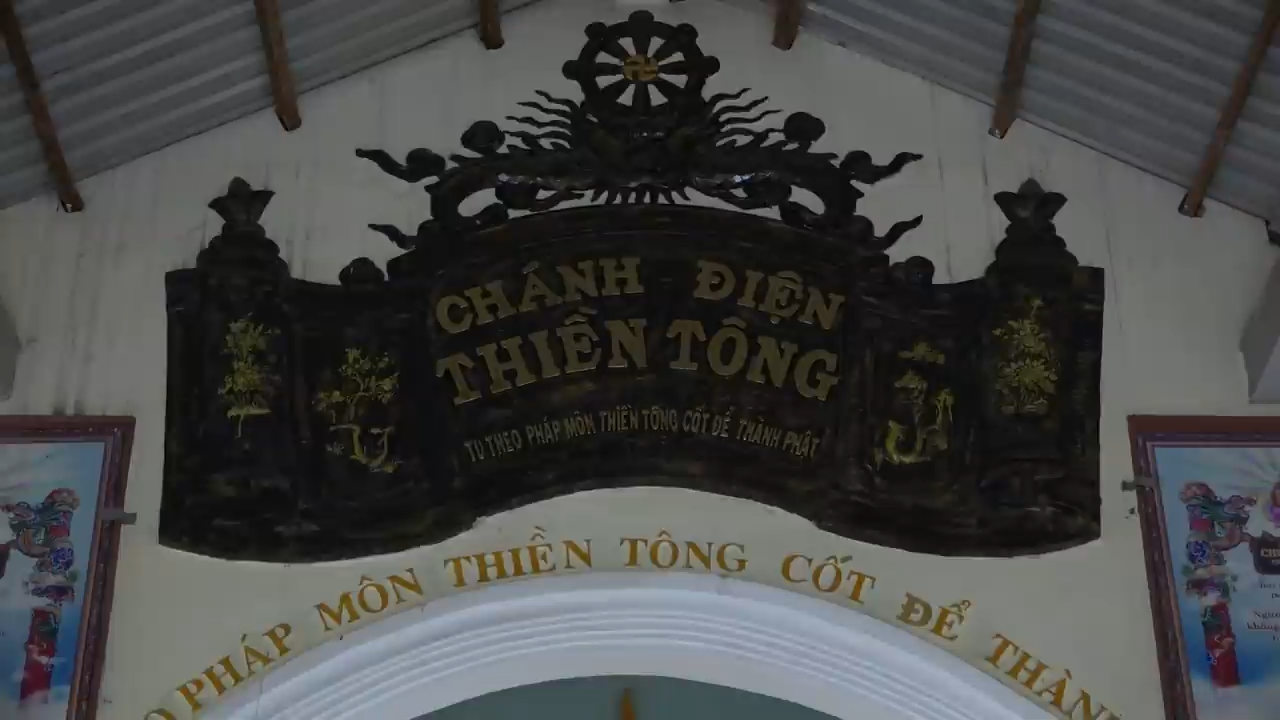 CHÁNH ĐIỆN
THIỀN TÔNG
TU THEO PHÁP MÔN THIỀN TÔNG CỐT ĐỂ THÀNH PHẬT
PHÁP MÔN THIỀN TÔNG CỐT ĐỂ THÀNH